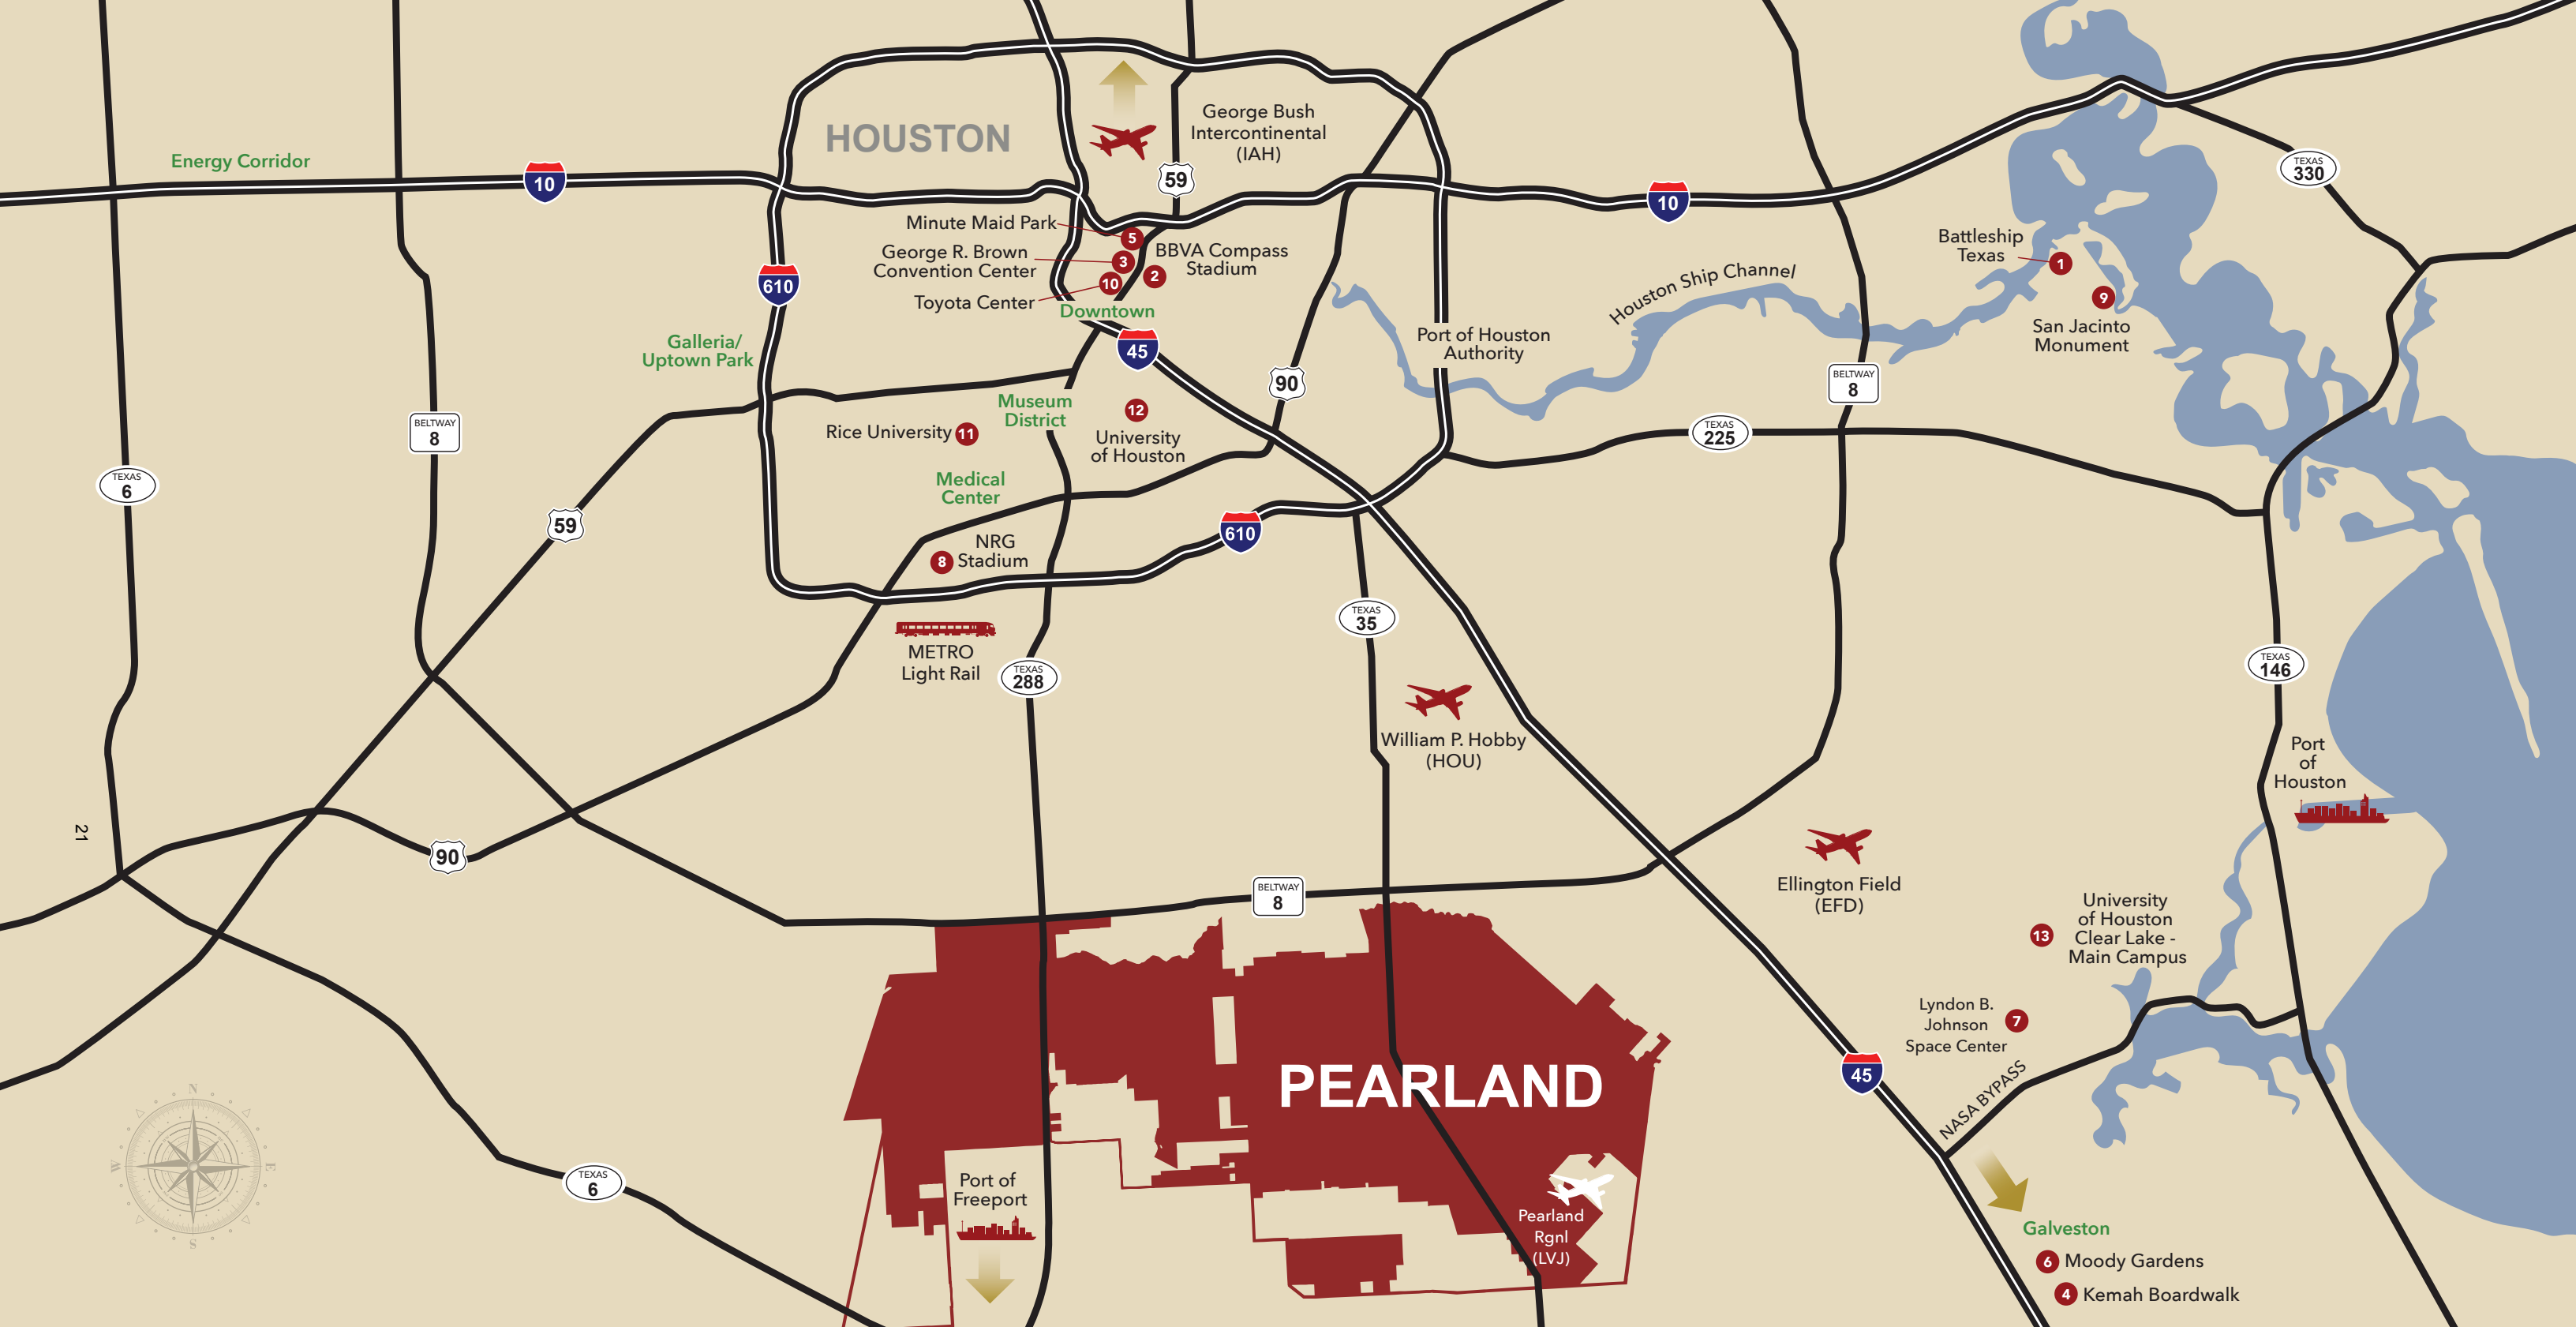 HOUSTON
George Bush
Intercontinental
(IAH)
Energy Corridor
10
59
10
TEXAS
330
Minute Maid Park
5
George R. Brown
Convention Center
3
BBVA Compass
Stadium
2
10
Toyota Center
Downtown
610
Galleria/
Uptown Park
45
Houston Ship Channel
Battleship
Texas
1
9
San Jacinto
Monument
Port of Houston
Authority
90
BELTWAY
8
BELTWAY
8
TEXAS
225
Museum
District
12
University
of Houston
Rice University
11
Medical
Center
TEXAS
6
59
610
NRG
Stadium
8
METRO
Light Rail
TEXAS
288
TEXAS
35
TEXAS
146
William P. Hobby
(HOU)
Port
of
Houston
21
90
BELTWAY
8
Ellington Field
(EFD)
University
of Houston
Clear Lake -
Main Campus
13
Lyndon B.
Johnson
Space Center
7
45
NASA BYPASS
PEARLAND
N
W
E
S
TEXAS
6
Port of
Freeport
Pearland
Rgnl
(LVJ)
Galveston
6
Moody Gardens
4
Kemah Boardwalk